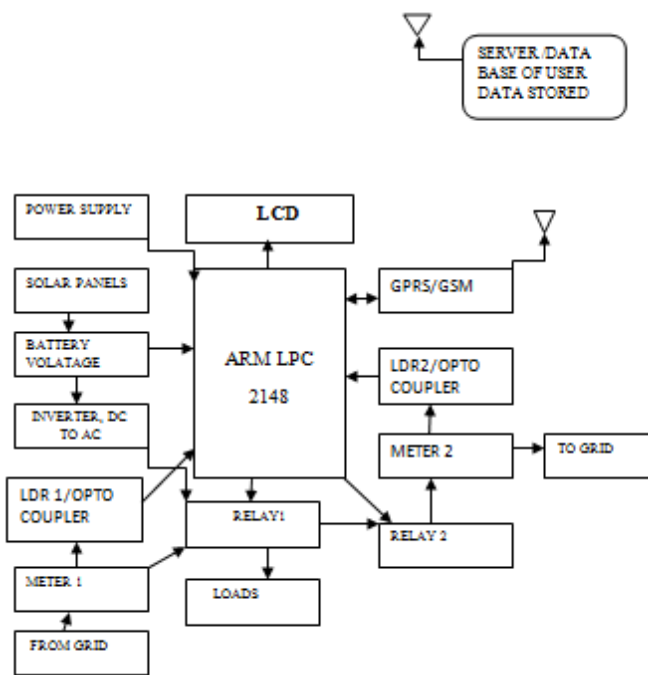 SERVER /DATA
BASE OF USER
DATA STORED
POWER SUPPLY
LCD
SOLAR PANELS
GPRS/GSM
BATTERY
VOLATAGE
ARM LPC
2148
LDR2/OPTO
COUPLER
INVERTER, DC
TO AC
METER 2
TO GRID
LDR 1/OPTO
COUPLER
RELAY1
RELAY 2
METER 1
LOADS
FROM GRID